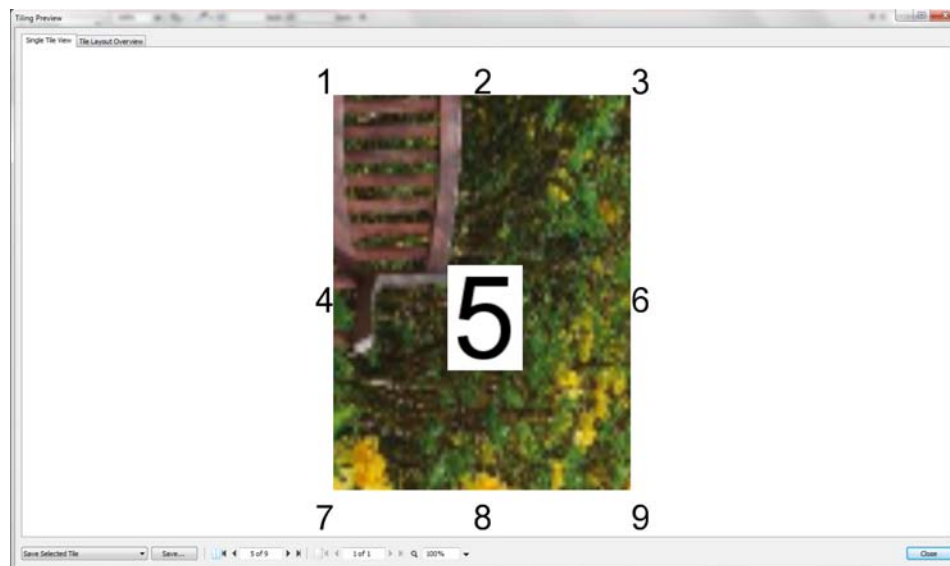 Tiling Preview
Single Tile View Tile Layout Overview
1 2 3
4 5 6
7 8 9
Save Selected Tile Save... 5 of 9 1 of 1 100% Close